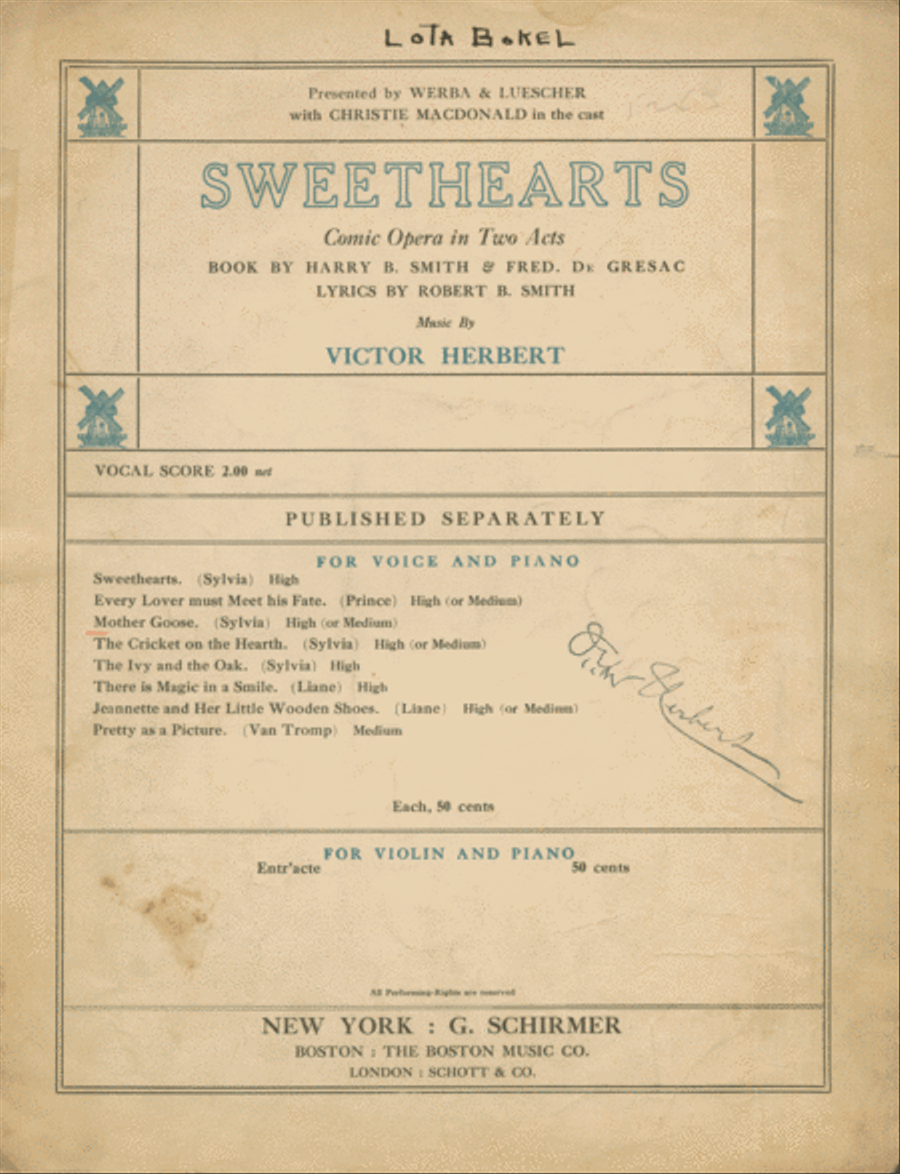 LOTA BOKEL
Presented by WERBA & LUESCHER
with CHRISTIE MACDONALD in the cast
SWEETHEARTS
Comic Opera in Two Acts
BOOK BY HARRY B. SMITH & FRED. DE GRESAC
LYRICS BY ROBERT B. SMITH
Music By
VICTOR HERBERT
VOCAL SCORE 2.00 net
PUBLISHED SEPARATELY
FOR VOICE AND PIANO
Sweethearts. (Sylvia) High
Every Lover must Meet his Fate. (Prince) High (or Medium)
Mother Goose. (Sylvia) High (or Medium)
The Cricket on the Hearth. (Sylvia) High (or Medium)
The Ivy and the Oak. (Sylvia) High
There is Magic in a Smile. (Liane) High
Jeannette and Her Little Wooden Shoes. (Liane) High (or Medium)
Pretty as a Picture. (Van Tromp) Medium
Victor Herbert
Each, 50 cents
FOR VIOLIN AND PIANO
Entr'acte 50 cents
All Performing-Rights are reserved
NEW YORK : G. SCHIRMER
BOSTON : THE BOSTON MUSIC CO.
LONDON : SCHOTT & CO.